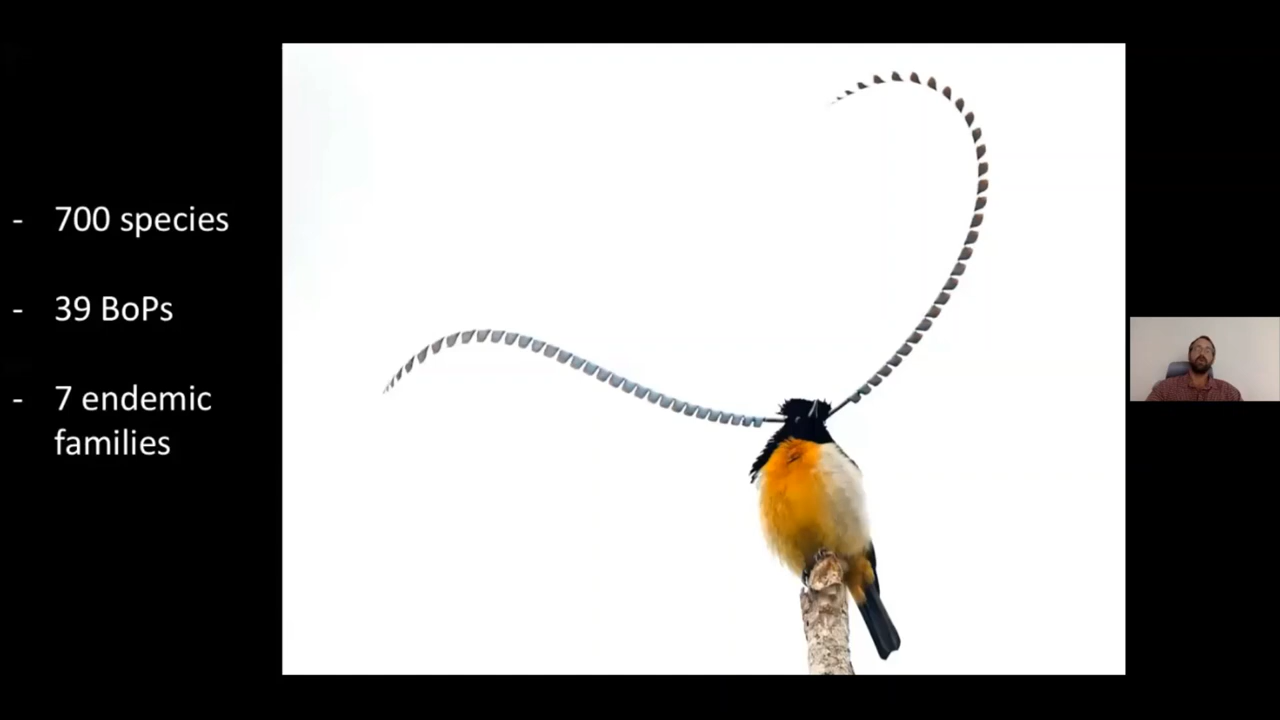 - 700 species
- 39 BoPs
- 7 endemic
families